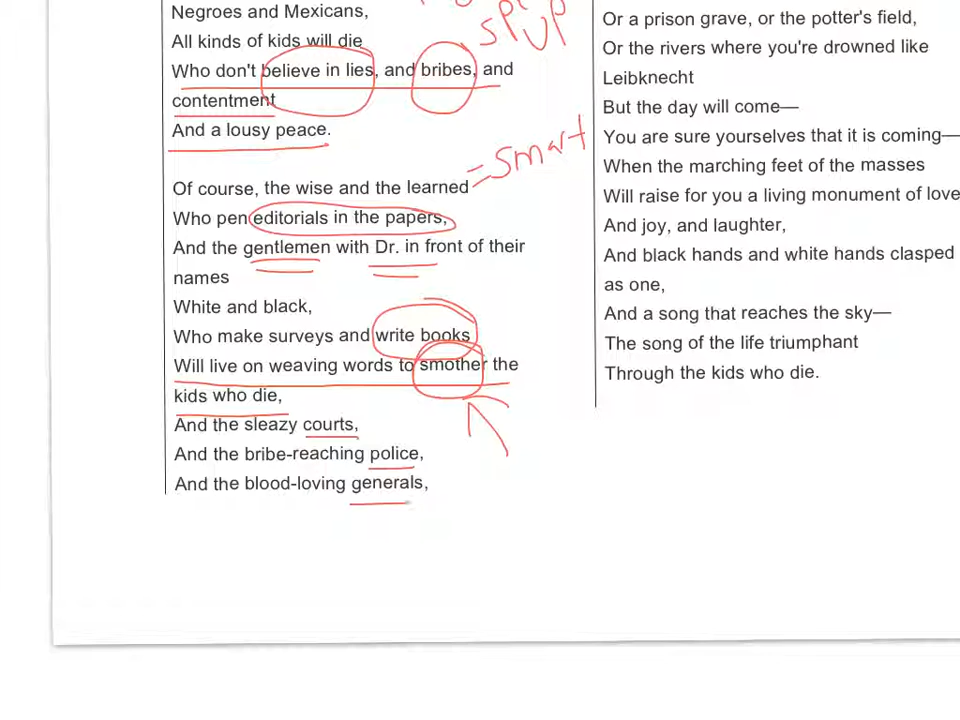 Negroes and Mexicans,
All kinds of kids will die
Who don't believe in lies, and bribes, and
contentment
And a lousy peace.
up
=smart
Of course, the wise and the learned
Who pen editorials in the papers,
And the gentlemen with Dr. in front of their
names
White and black,
Who make surveys and write books
Will live on weaving words to smother the
kids who die,
And the sleazy courts,
And the bribe-reaching police,
And the blood-loving generals,
Or a prison grave, or the potter's field,
Or the rivers where you're drowned like
Leibknecht
But the day will come—
You are sure yourselves that it is coming—
When the marching feet of the masses
Will raise for you a living monument of love
And joy, and laughter,
And black hands and white hands clasped
as one,
And a song that reaches the sky—
The song of the life triumphant
Through the kids who die.